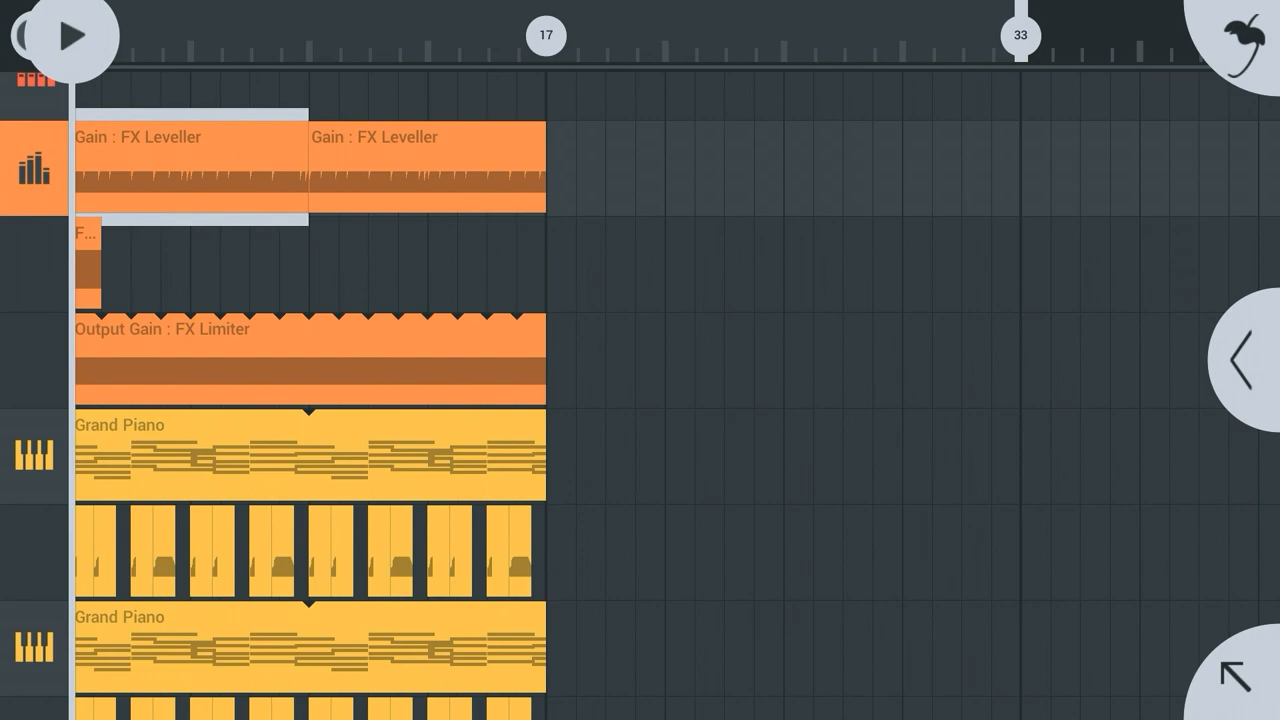 17
33
Gain : FX Leveller
Gain : FX Leveller
F...
Output Gain : FX Limiter
Grand Piano
Grand Piano